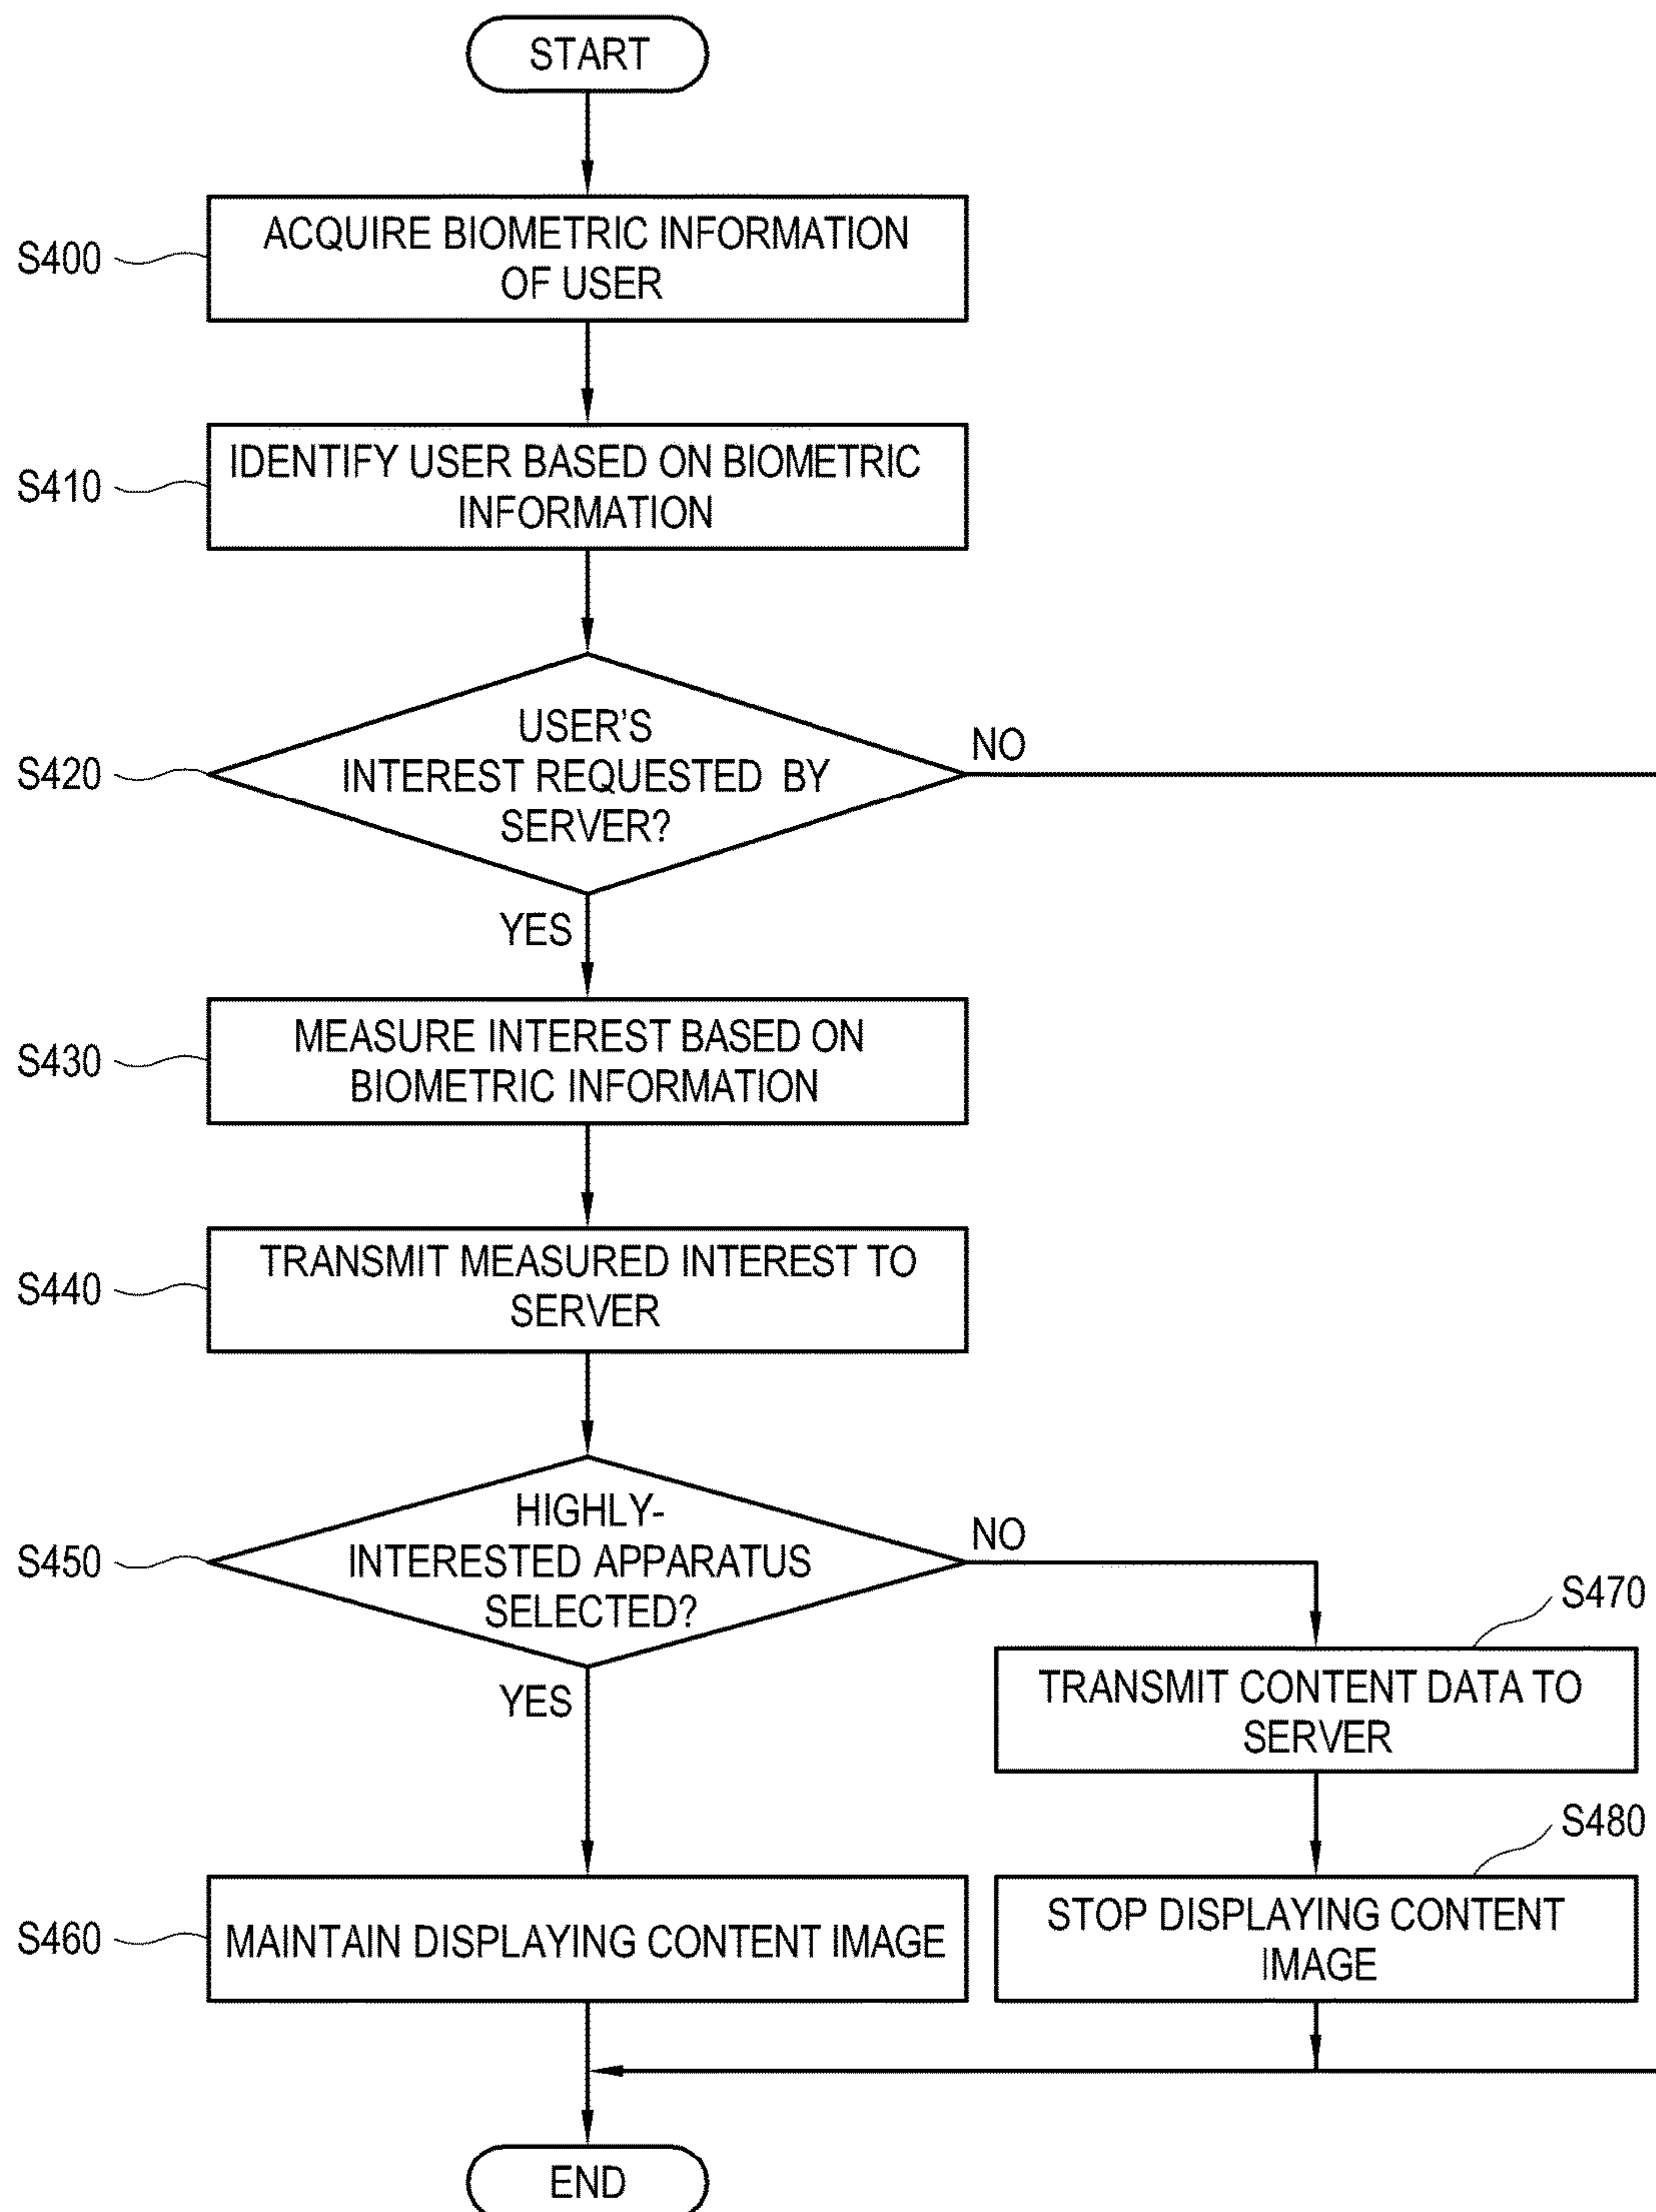 START
S400
ACQUIRE BIOMETRIC INFORMATION
OF USER
S410
IDENTIFY USER BASED ON BIOMETRIC
INFORMATION
S420
USER'S
INTEREST REQUESTED BY
SERVER?
NO
YES
S430
MEASURE INTEREST BASED ON
BIOMETRIC INFORMATION
S440
TRANSMIT MEASURED INTEREST TO
SERVER
S450
HIGHLY-
INTERESTED APPARATUS
SELECTED?
NO
YES
S470
TRANSMIT CONTENT DATA TO
SERVER
S460
MAINTAIN DISPLAYING CONTENT IMAGE
S480
STOP DISPLAYING CONTENT
IMAGE
END